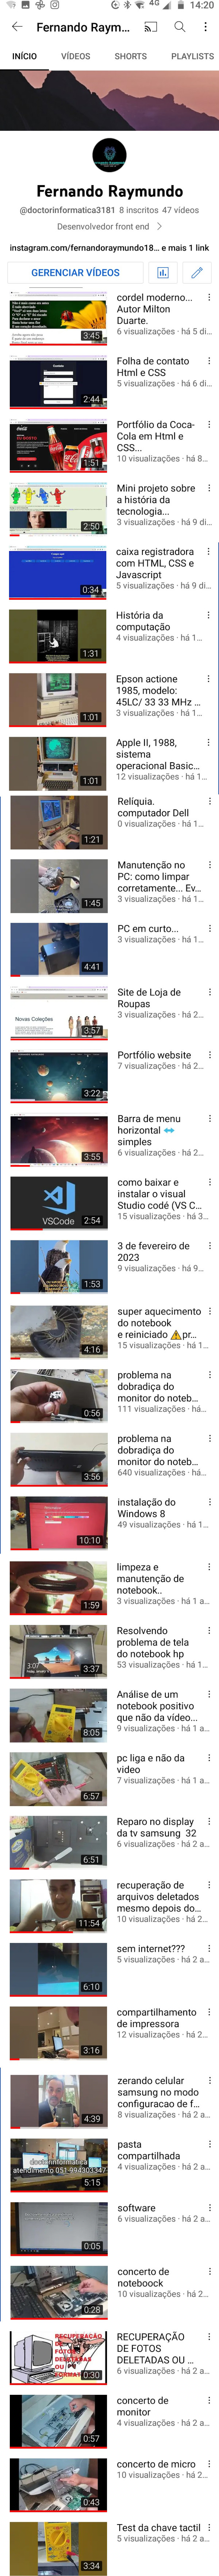 4G 14:20
Fernando Raym...
INÍCIO VÍDEOS SHORTS PLAYLISTS
Fernando Raymundo
@doctorinformatica3181 8 inscritos 47 vídeos
Desenvolvedor front end
instagram.com/fernandoraymundo18... e mais 1 link
GERENCIAR VÍDEOS
cordel moderno...
Autor Milton
Duarte.
6 visualizações · há 5 di...
3:45
Folha de contato
Html e CSS
5 visualizações · há 6 di...
2:44
Portfólio da Coca-
Cola em Html e
CSS...
10 visualizações · há 8...
1:51
Mini projeto sobre
a história da
tecnologia...
3 visualizações · há 9 di...
2:50
caixa registradora
com HTML, CSS e
Javascript
5 visualizações · há 9 di...
0:34
História da
computação
4 visualizações · há 1...
1:31
Epson actione
1985, modelo:
45LC/ 33 33 MHz ...
3 visualizações · há 1...
1:01
Apple II, 1988,
sistema
operacional Basic...
12 visualizações · há 1...
1:01
Relíquia.
computador Dell
0 visualizações · há 1...
1:21
Manutenção no
PC: como limpar
corretamente... Ev...
3 visualizações · há 1...
1:45
PC em curto...
3 visualizações · há 1...
4:41
Site de Loja de
Roupas
3 visualizações · há 2...
Novas Coleções
3:57
Portfólio website
7 visualizações · há 2...
3:22
Barra de menu
horizontal ↔
simples
6 visualizações · há 2...
3:55
como baixar e
instalar o visual
Studio codé (VS C...
15 visualizações · há 3...
VSCode 2:54
3 de fevereiro de
2023
9 visualizações · há 9...
1:53
super aquecimento
do notebook
e reiniciado ⚠pr...
15 visualizações · há 1...
4:16
problema na
dobradiça do
monitor do noteb...
111 visualizações · há...
0:56
problema na
dobradiça do
monitor do noteb...
640 visualizações · há...
3:56
instalação do
Windows 8
49 visualizações · há 1...
10:10
limpeza e
manutenção de
notebook..
3 visualizações · há 1 a...
1:59
Resolvendo
problema de tela
do notebook hp
53 visualizações · há 1...
3:07
3:37
Análise de um
notebook positivo
que não da vídeo...
9 visualizações · há 1 a...
8:05
pc liga e não da
video
7 visualizações · há 1 a...
6:57
Reparo no display
da tv samsung 32
6 visualizações · há 2 a...
6:51
recuperação de
arquivos deletados
mesmo depois do...
10 visualizações · há 2...
11:54
sem internet???
5 visualizações · há 2 a...
6:10
compartilhamento
de impressora
12 visualizações · há 2...
3:16
zerando celular
samsung no modo
configuracao de f...
8 visualizações · há 2 a...
4:39
pasta
compartilhada
4 visualizações · há 2 a...
5:15
software
6 visualizações · há 2 a...
0:05
concerto de
noteboock
10 visualizações · há 2...
0:28
RECUPERAÇÃO
DE FOTOS
DELETADAS OU ...
6 visualizações · há 2 a...
0:30
concerto de
monitor
4 visualizações · há 2 a...
0:57
concerto de micro
10 visualizações · há 2...
0:43
Test da chave tactil
5 visualizações · há 2 a...
3:34